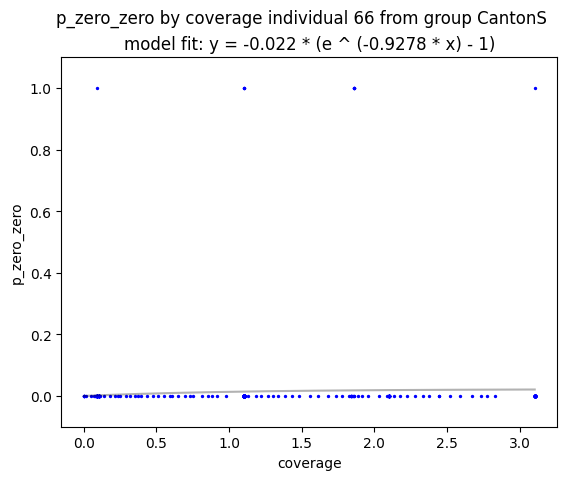 p_zero_zero by coverage individual 66 from group CantonS
model fit: y = -0.022 * (e ^ (-0.9278 * x) - 1)
1.0
0.8
0.6
0.4
0.2
0.0
p_zero_zero
0.0 0.5 1.0 1.5 2.0 2.5 3.0
coverage